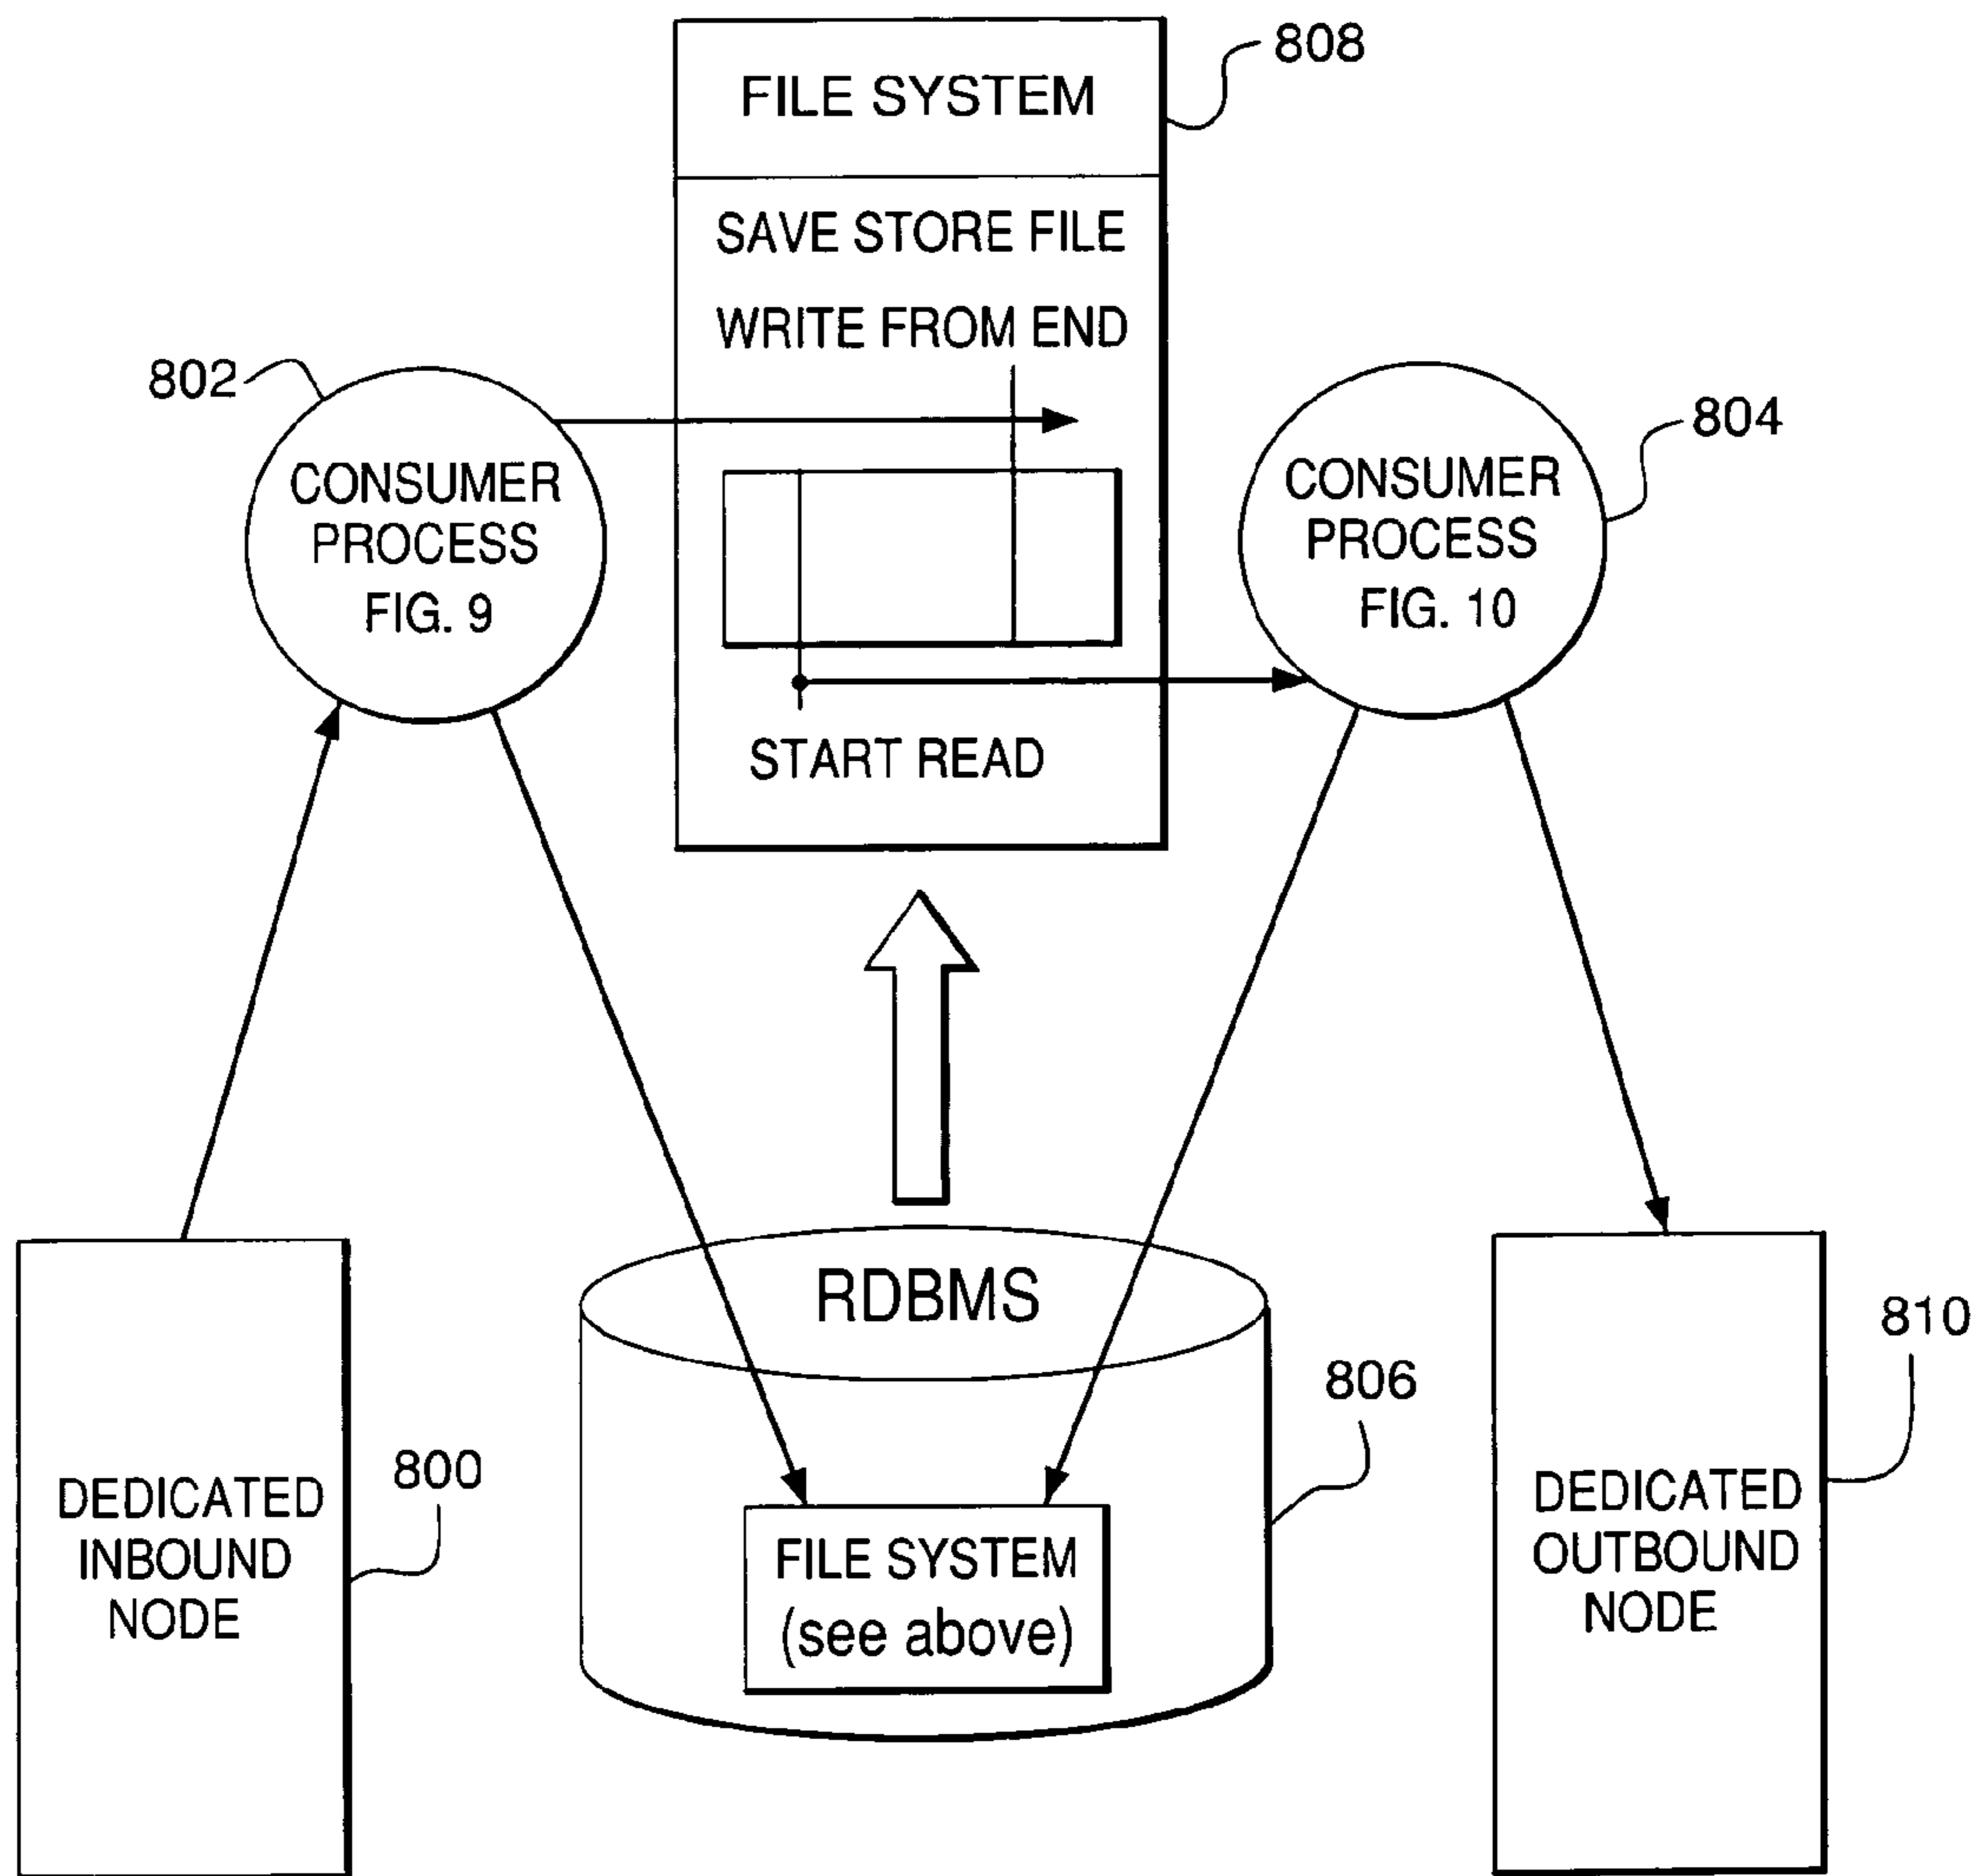 808
FILE SYSTEM
SAVE STORE FILE
WRITE FROM END
802
804
CONSUMER
PROCESS
FIG. 9
CONSUMER
PROCESS
FIG. 10
START READ
RDBMS
810
806
800
DEDICATED
INBOUND
NODE
FILE SYSTEM
(see above)
DEDICATED
OUTBOUND
NODE